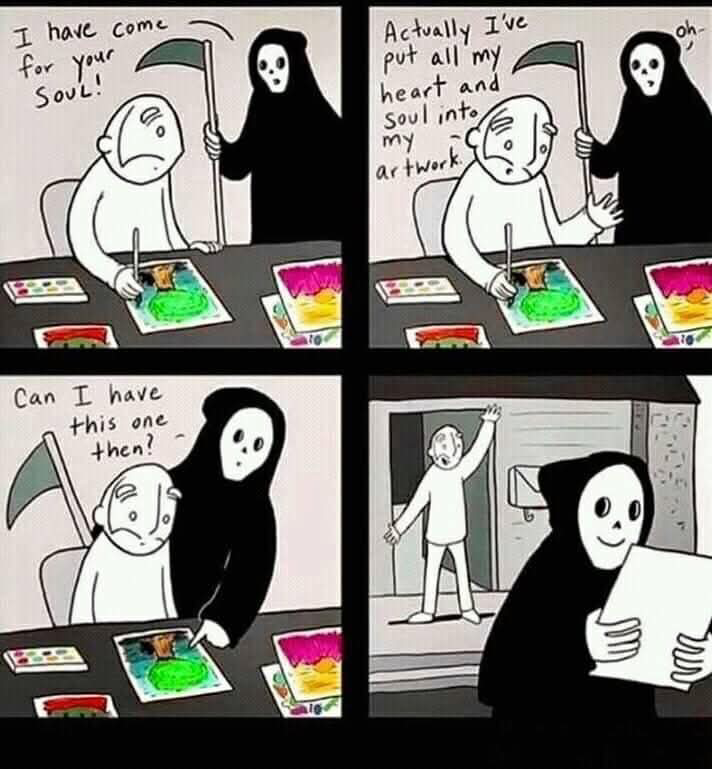 I have come
for your
SouL!
Actually I've
put all my
heart and
soul into
my
artwork.
oh-
Can I have
this one
then?